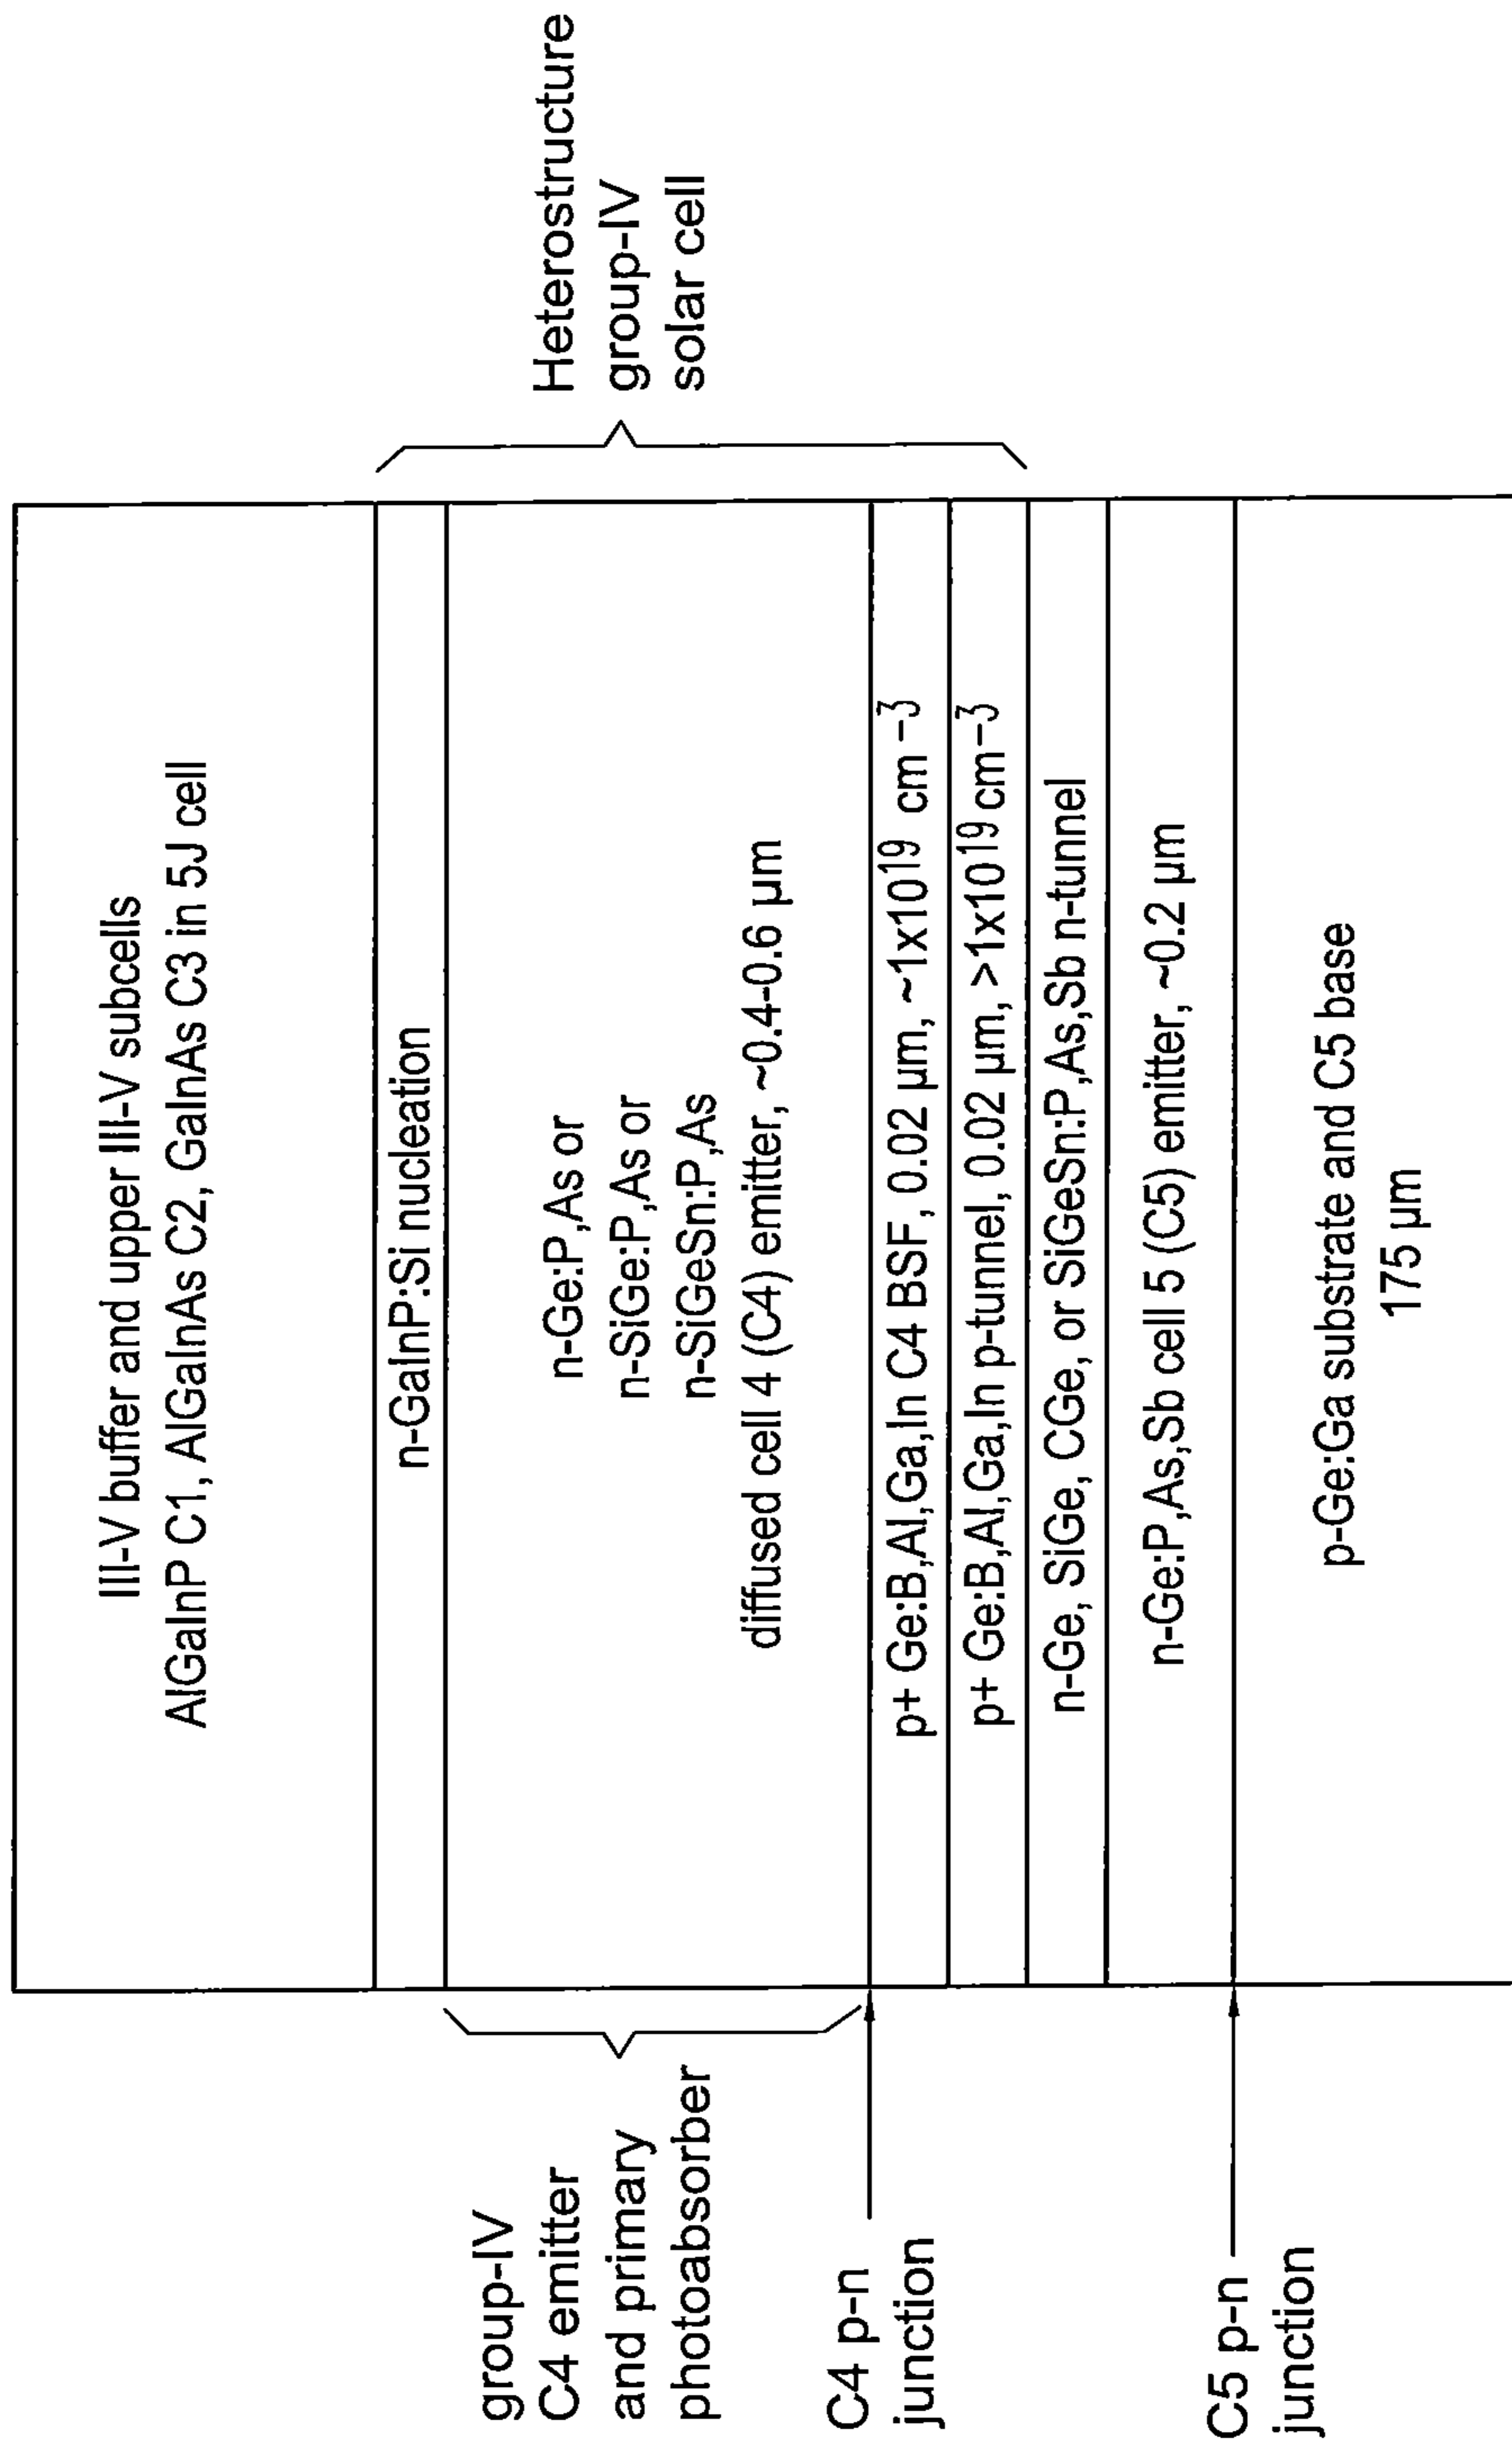 III-V buffer and upper III-V subcells
AlGaInP C1, AlGaInAs C2, GaInAs C3 in 5J cell
n-GaInP:Si nucleation
n-Ge:P,As or
n-SiGe:P,As or
n-SiGeSn:P,As
diffused cell 4 (C4) emitter, ~0.4-0.6 µm
p+ Ge:B,Al,Ga,In C4 BSF, 0.02 µm, ~1x10¹⁹ cm⁻³
p+ Ge:B,Al,Ga,In p-tunnel, 0.02 µm, >1x10¹⁹ cm⁻³
n-Ge, SiGe, CGe, or SiGeSn:P,As,Sb n-tunnel
n-Ge:P,As,Sb cell 5 (C5) emitter, ~0.2 µm
p-Ge:Ga substrate and C5 base
175 µm
group-IV
C4 emitter
and primary
photoabsorber
C4 p-n
junction
C5 p-n
junction
Heterostructure
group-IV
solar cell